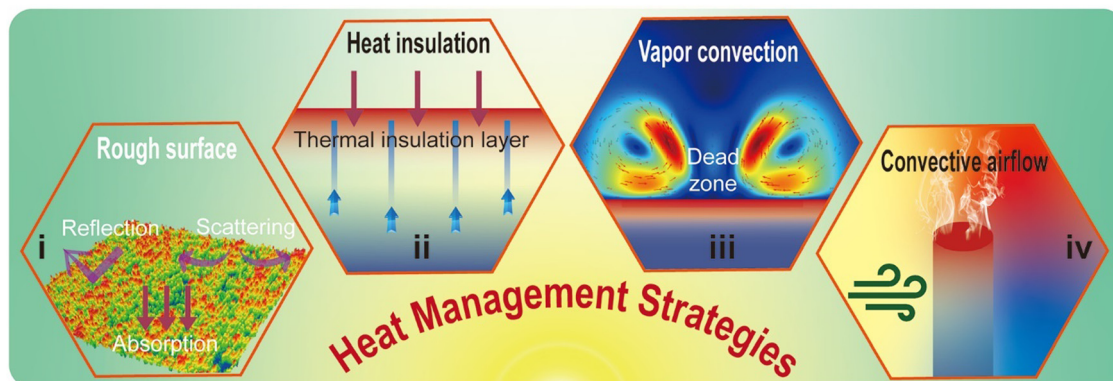 Rough surface
Reflection
Scattering
Absorption
i
Heat insulation
Thermal insulation layer
ii
Vapor convection
Dead
zone
iii
Convective airflow
iv
Heat Management Strategies